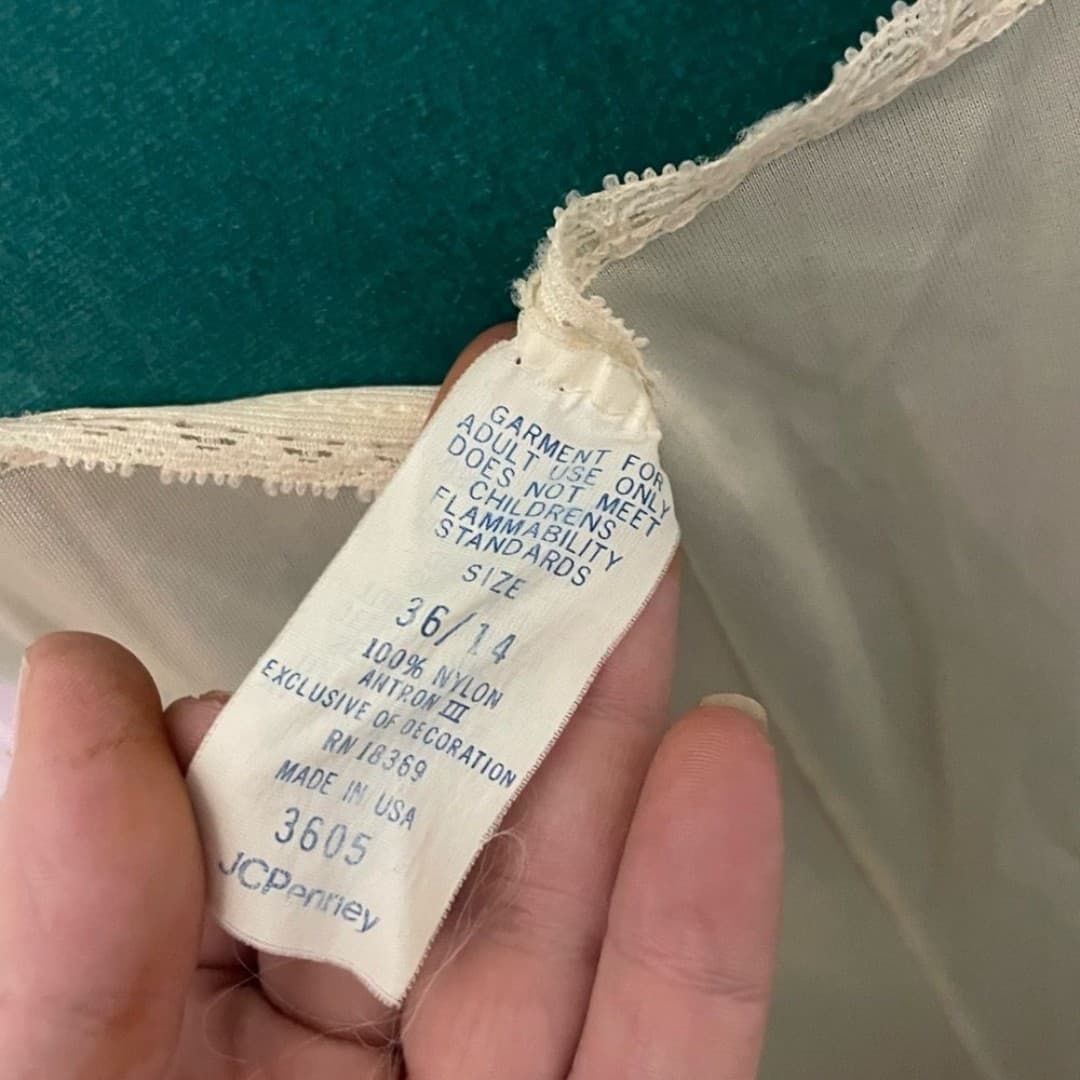 GARMENT FOR
ADULT USE ONLY
DOES NOT MEET
CHILDRENS
FLAMMABILITY
STANDARDS
SIZE
36/14
100% NYLON
ANTRON III
EXCLUSIVE OF DECORATION
RN 18369
MADE IN USA
3605
JCPenney